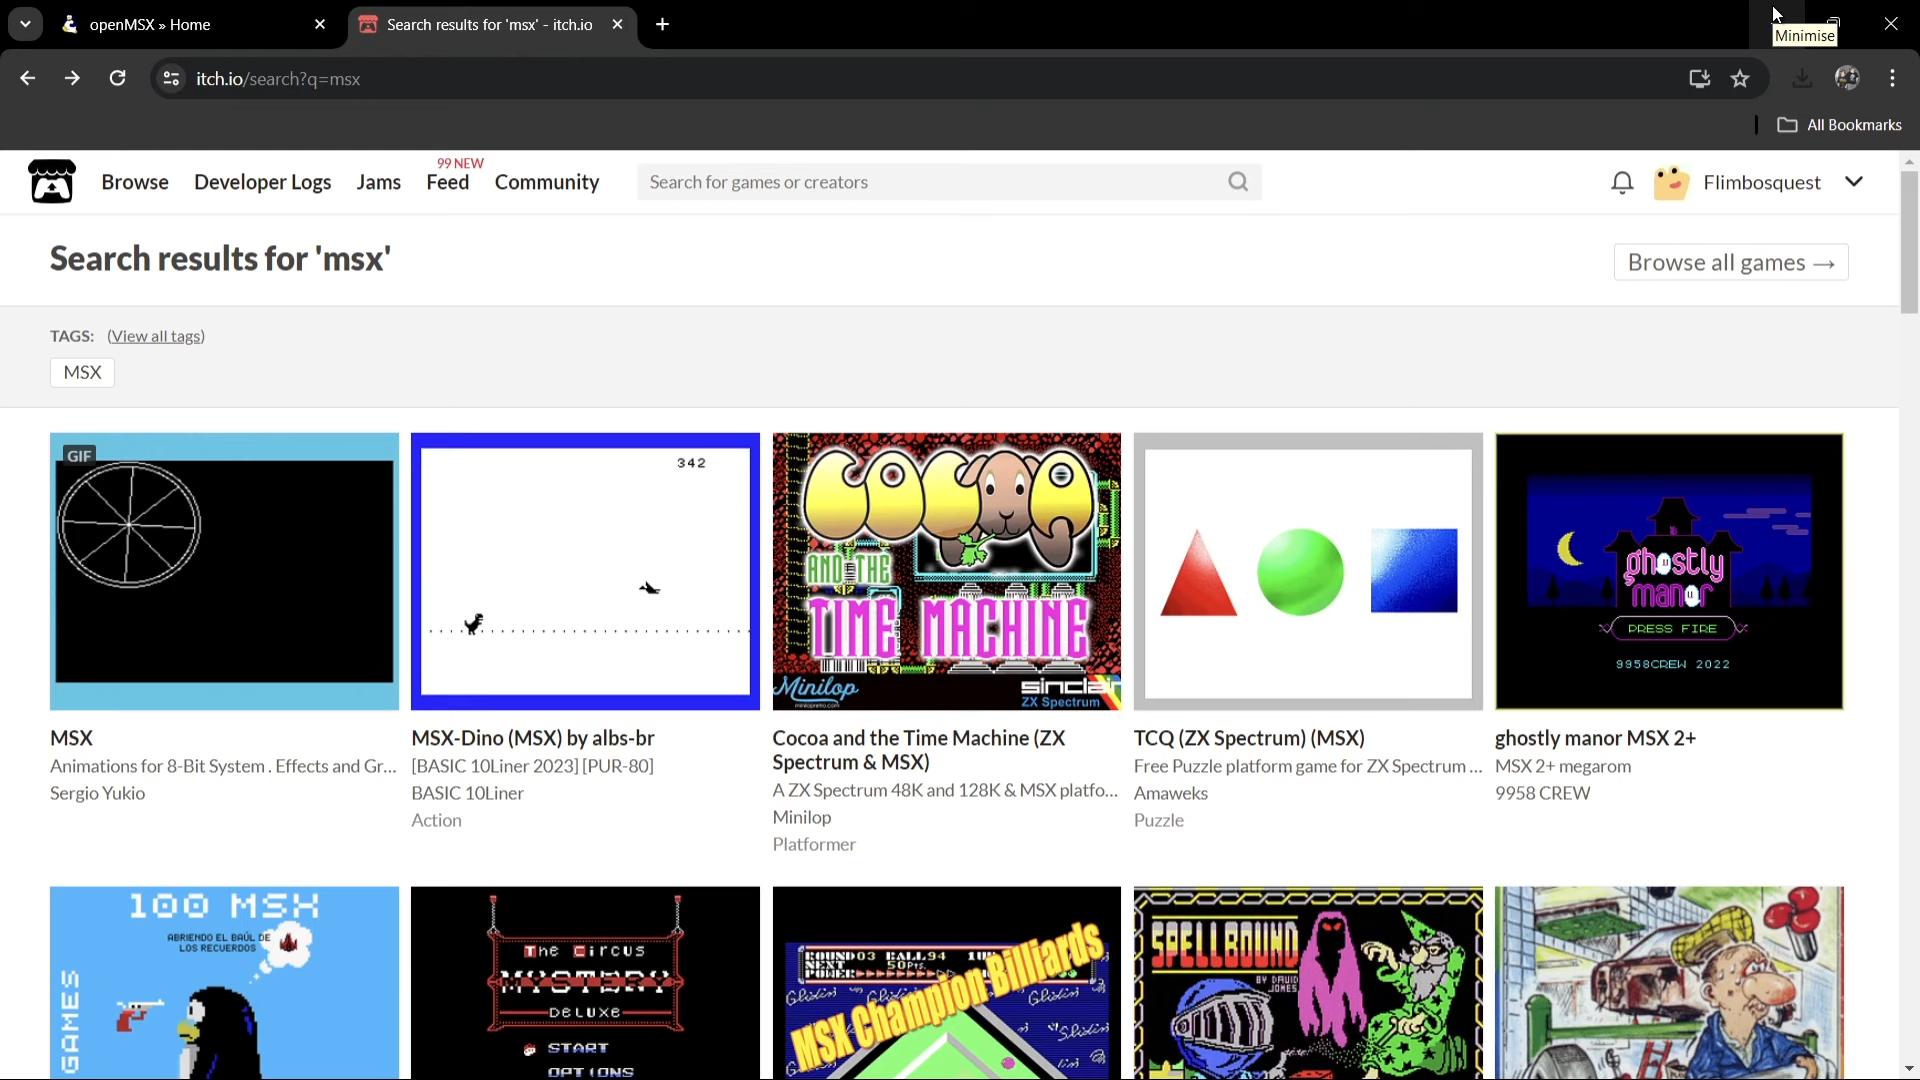 openMSX » Home
Search results for 'msx' - itch.io
Minimise
itch.io/search?q=msx
All Bookmarks
Browse
Developer Logs
Jams
99 NEW
Feed
Community
Search for games or creators
Flimbosquest
Search results for 'msx'
Browse all games →
TAGS: (View all tags)
MSX
GIF
342
COCOA
AND THE
TIME MACHINE
Minilop
sinclair
ZX Spectrum
ghostly
manor
PRESS FIRE
9958CREW 2022
MSX
Animations for 8-Bit System . Effects and Gr...
Sergio Yukio
MSX-Dino (MSX) by albs-br
[BASIC 10Liner 2023] [PUR-80]
BASIC 10Liner
Action
Cocoa and the Time Machine (ZX
Spectrum & MSX)
A ZX Spectrum 48K and 128K & MSX platfo...
Minilop
Platformer
TCQ (ZX Spectrum) (MSX)
Free Puzzle platform game for ZX Spectrum ...
Amaweks
Puzzle
ghostly manor MSX 2+
MSX 2+ megarom
9958 CREW
100 MSX
ABRIENDO EL BAÚL DE
LOS RECUERDOS
GAMES
The Circus
MYSTERY
DELUXE
START
OPTIONS
ROUND03 BALL94
NEXT 50Pts.
POWER
MSX Champion Billiards
SPELLBOUND
BY DAVID
JONES